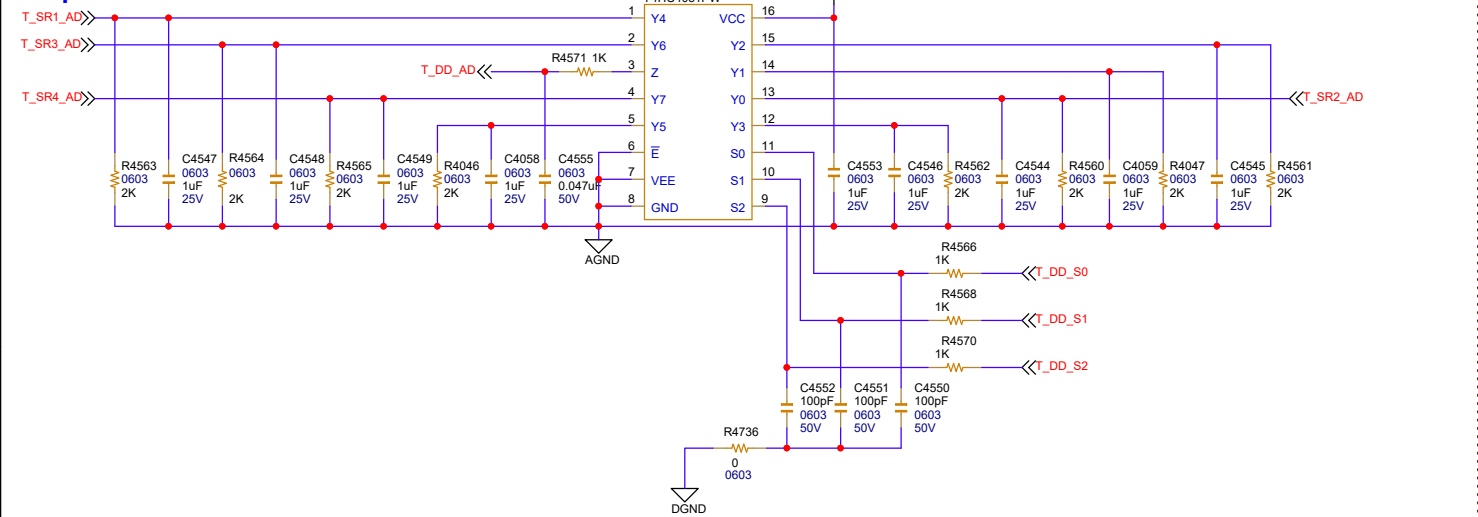 T_SR1_AD
T_SR3_AD
T_SR4_AD
T_DD_AD
R4571 1K
1 Y4
2 Y6
3 Z
4 Y7
5 Y5
6 E
7 VEE
8 GND
VCC 16
Y2 15
Y1 14
Y0 13
Y3 12
S0 11
S1 10
S2 9
T_SR2_AD
R4563
0603
2K
C4547
0603
1uF
25V
R4564
0603
2K
C4548
0603
1uF
25V
R4565
0603
2K
C4549
0603
1uF
25V
R4046
0603
2K
C4058
0603
1uF
25V
C4555
0603
0.047uF
50V
C4553
0603
1uF
25V
C4546
0603
1uF
25V
R4562
0603
2K
C4544
0603
1uF
25V
R4560
0603
2K
C4059
0603
1uF
25V
R4047
0603
2K
C4545
0603
1uF
25V
R4561
0603
2K
AGND
R4566
1K
T_DD_S0
R4568
1K
T_DD_S1
R4570
1K
T_DD_S2
C4552
100pF
0603
50V
C4551
100pF
0603
50V
C4550
100pF
0603
50V
R4736
0
0603
DGND